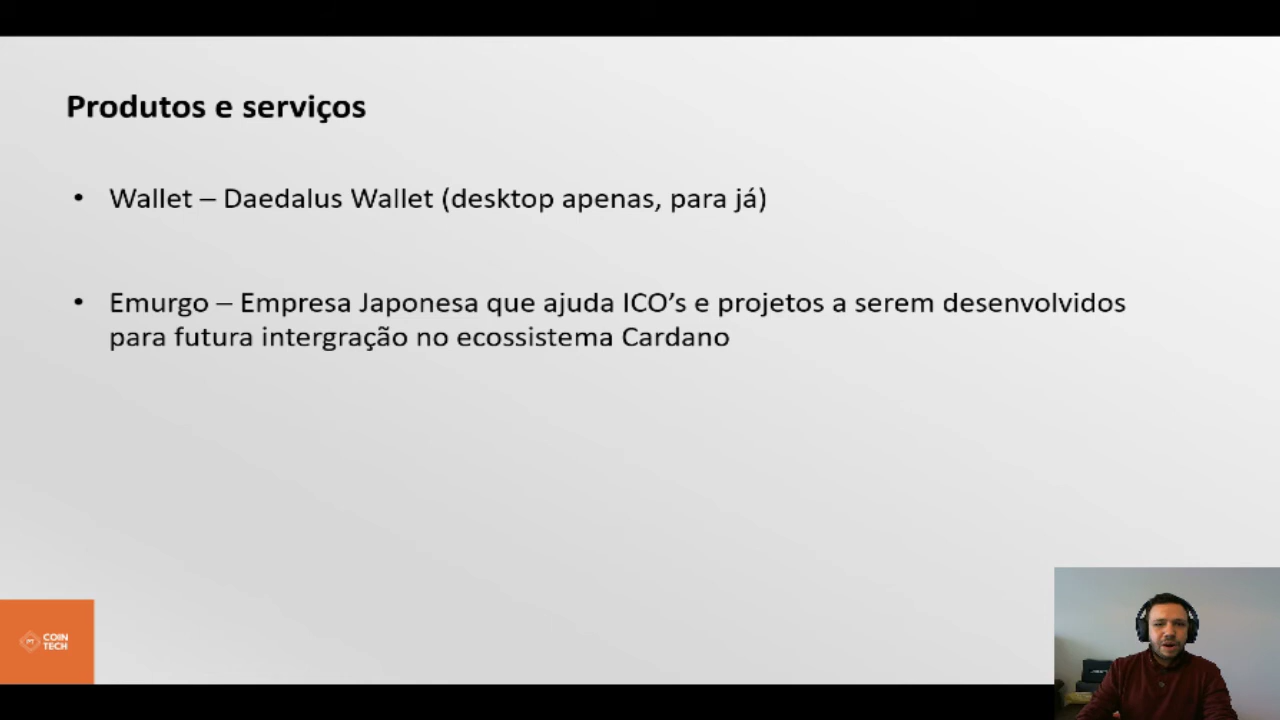 Produtos e serviços
• Wallet – Daedalus Wallet (desktop apenas, para já)
• Emurgo – Empresa Japonesa que ajuda ICO’s e projetos a serem desenvolvidos
para futura intergração no ecossistema Cardano
PT COIN
TECH